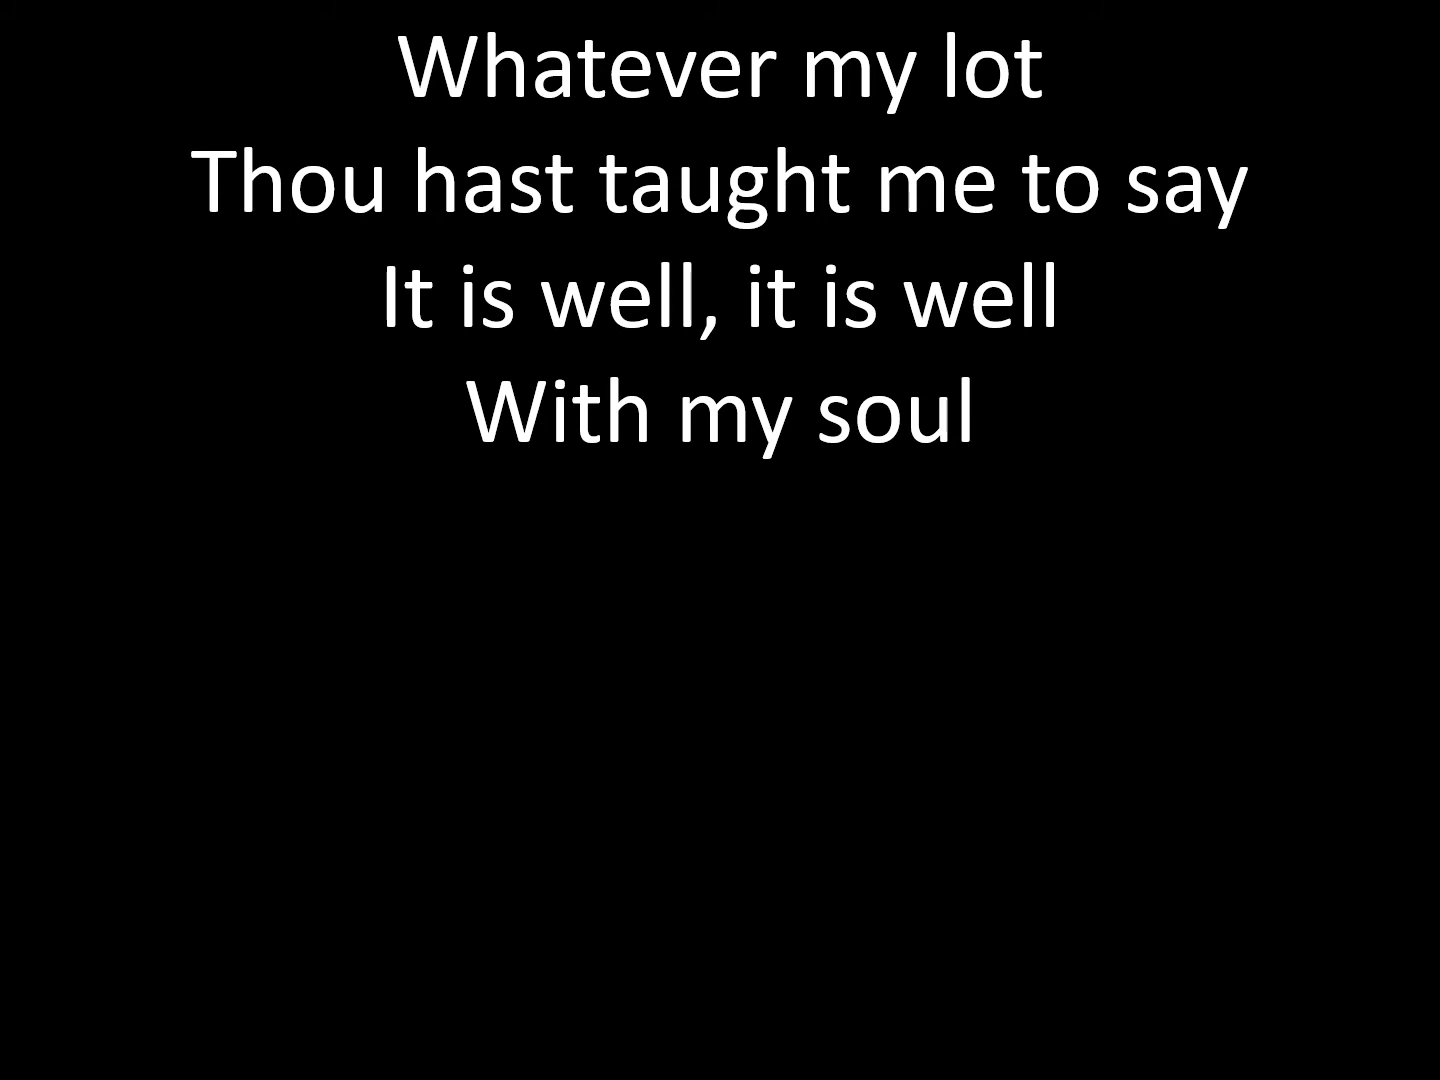 Whatever my lot
Thou hast taught me to say
It is well, it is well
With my soul